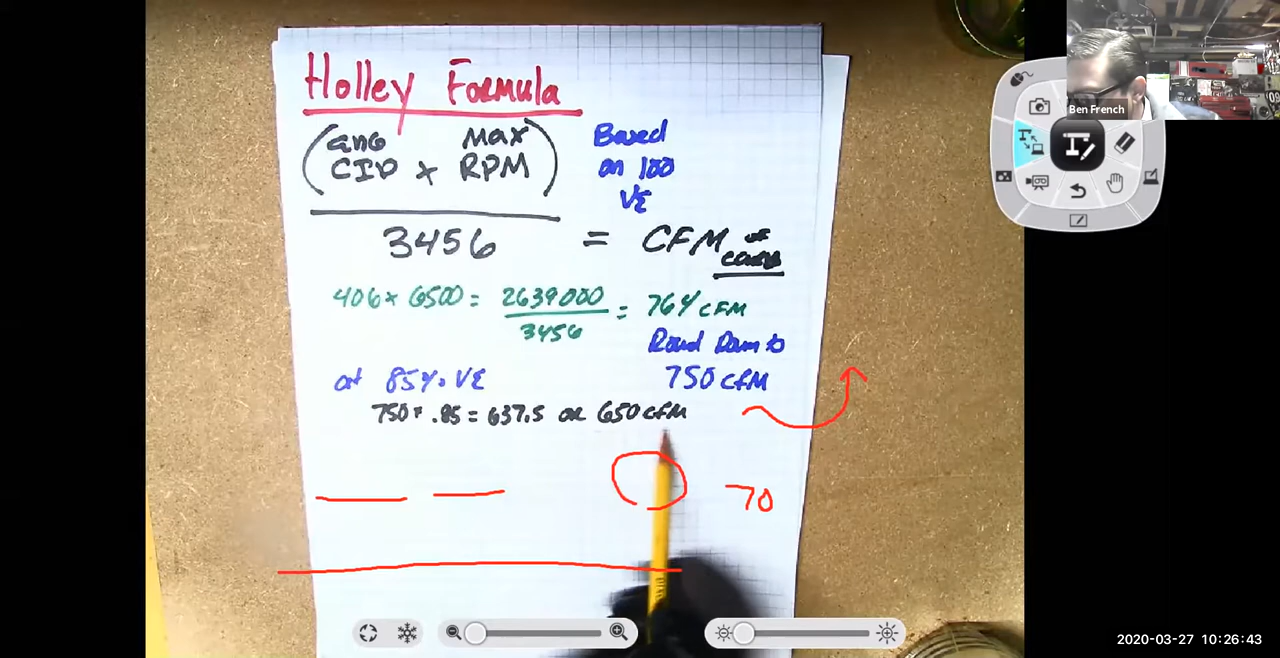 Holley Formula
(eng CID x Max RPM)
3456
= CFM of carb
Based
on 100
VE
406 x 6500 = 2639000 / 3456 = 764 CFM
Round Down to
750 CFM
at 85% VE
750 * .85 = 637.5 or 650 CFM
70
Ben French
2020-03-27 10:26:43